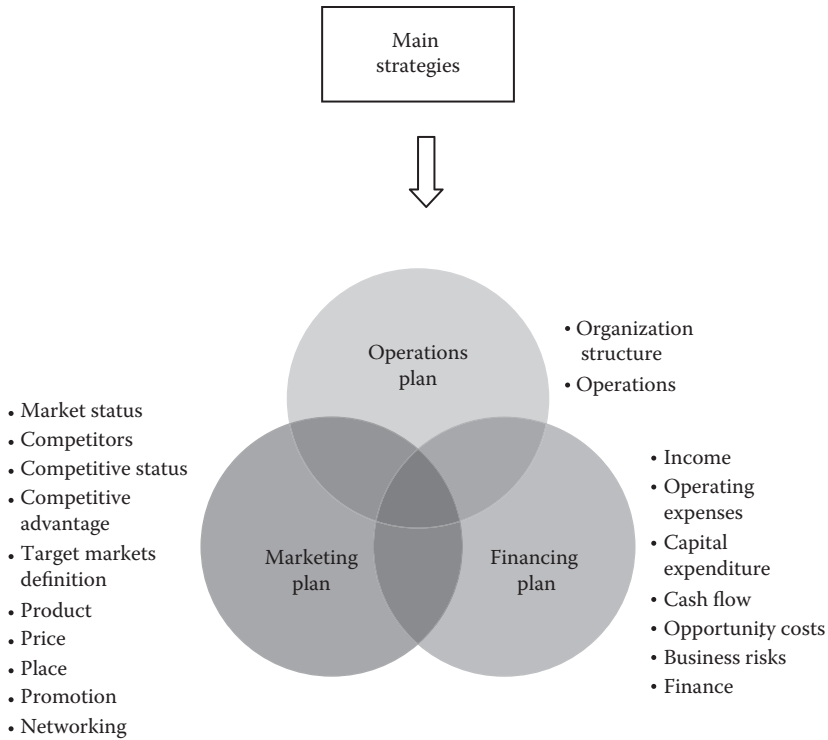 Main
strategies
Operations
plan
• Organization
structure
• Operations
• Market status
• Competitors
• Competitive status
• Competitive
advantage
• Target markets
definition
• Product
• Price
• Place
• Promotion
• Networking
Marketing
plan
Financing
plan
• Income
• Operating
expenses
• Capital
expenditure
• Cash flow
• Opportunity costs
• Business risks
• Finance